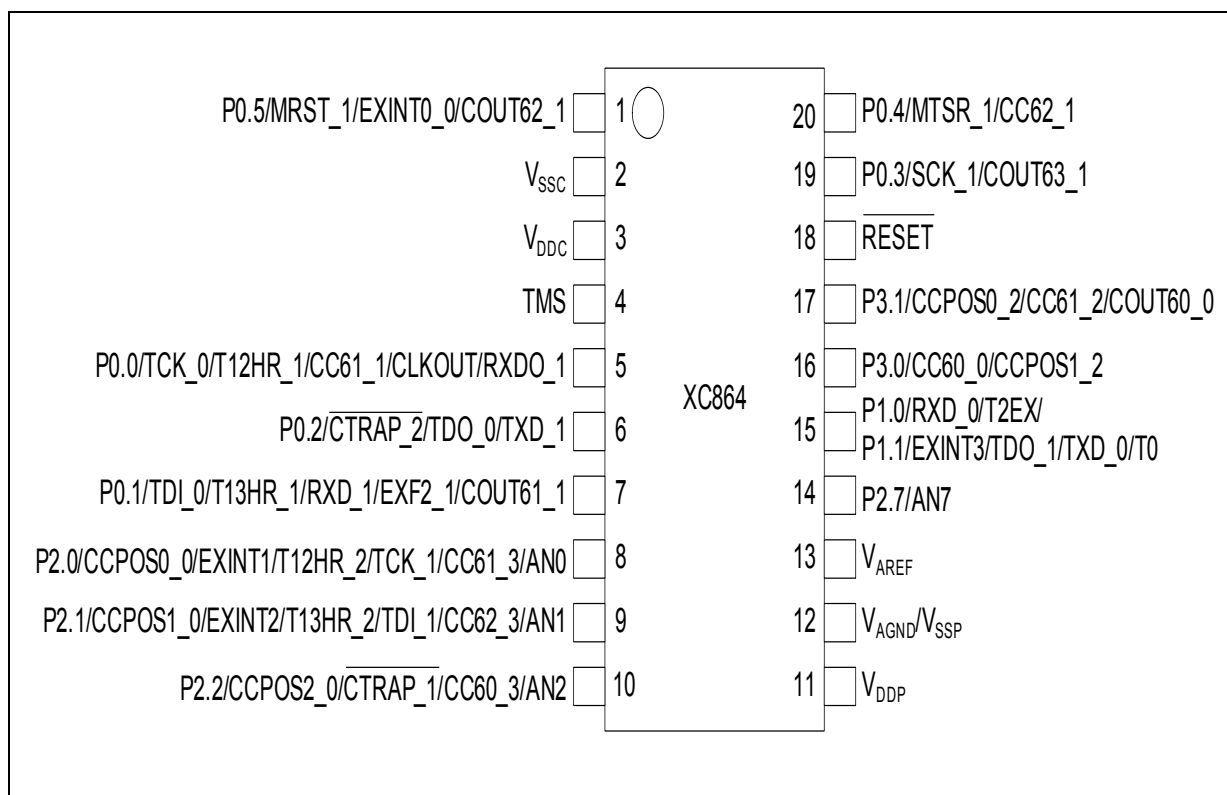 P0.5/MRST_1/EXINT0_0/COUT62_1 1 20 P0.4/MTSR_1/CC62_1
VSSC 2 19 P0.3/SCK_1/COUT63_1
VDDC 3 18 RESET
TMS 4 17 P3.1/CCPOS0_2/CC61_2/COUT60_0
P0.0/TCK_0/T12HR_1/CC61_1/CLKOUT/RXDO_1 5 16 P3.0/CC60_0/CCPOS1_2
XC864
P0.2/CTRAP_2/TDO_0/TXD_1 6 15 P1.0/RXD_0/T2EX/
P1.1/EXINT3/TDO_1/TXD_0/T0
P0.1/TDI_0/T13HR_1/RXD_1/EXF2_1/COUT61_1 7 14 P2.7/AN7
P2.0/CCPOS0_0/EXINT1/T12HR_2/TCK_1/CC61_3/AN0 8 13 VAREF
P2.1/CCPOS1_0/EXINT2/T13HR_2/TDI_1/CC62_3/AN1 9 12 VAGND/VSSP
P2.2/CCPOS2_0/CTRAP_1/CC60_3/AN2 10 11 VDDP